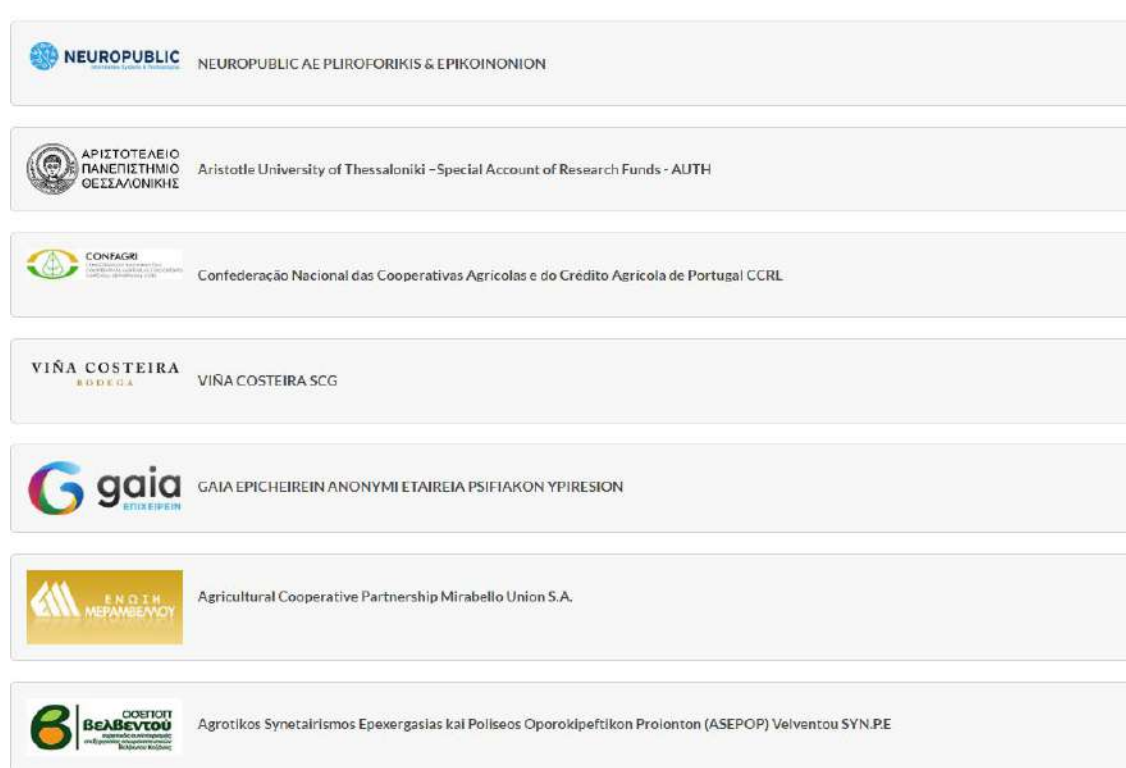 NEUROPUBLIC
NEUROPUBLIC AE PLIROFORIKIS & EPIKOINONION
ΑΡΙΣΤΟΤΕΛΕΙΟ
ΠΑΝΕΠΙΣΤΗΜΙΟ
ΘΕΣΣΑΛΟΝΙΚΗΣ
Aristotle University of Thessaloniki –Special Account of Research Funds - AUTH
CONFAGRI
Confederação Nacional das Cooperativas Agrícolas e do Crédito Agrícola de Portugal CCRL
VIÑA COSTEIRA
BODEGA
VIÑA COSTEIRA SCG
gaia
ΕΠΙΧΕΙΡΕΙΝ
GAIA EPICHEIREIN ANONYMI ETAIREIA PSIFIAKON YPIRESION
ΕΝΩΣΗ
ΜΕΡΑΜΒΕΛΛΟΥ
Agricultural Cooperative Partnership Mirabello Union S.A.
ΑΣΕΠΟΠ
Βελβεντού
Agrotikos Synetairismos Epexergasias kai Poliseos Oporokipeftikon Proionton (ASEPOP) Velventou SYN.P.E